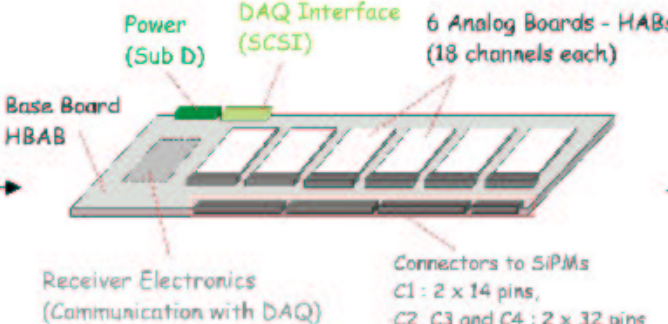 Power
(Sub D)
DAQ Interface
(SCSI)
6 Analog Boards - HABs
(18 channels each)
Base Board
HBAB
Receiver Electronics
(Communication with DAQ)
Connectors to SiPMs
C1 : 2 x 14 pins,
C2, C3 and C4 : 2 x 32 pins